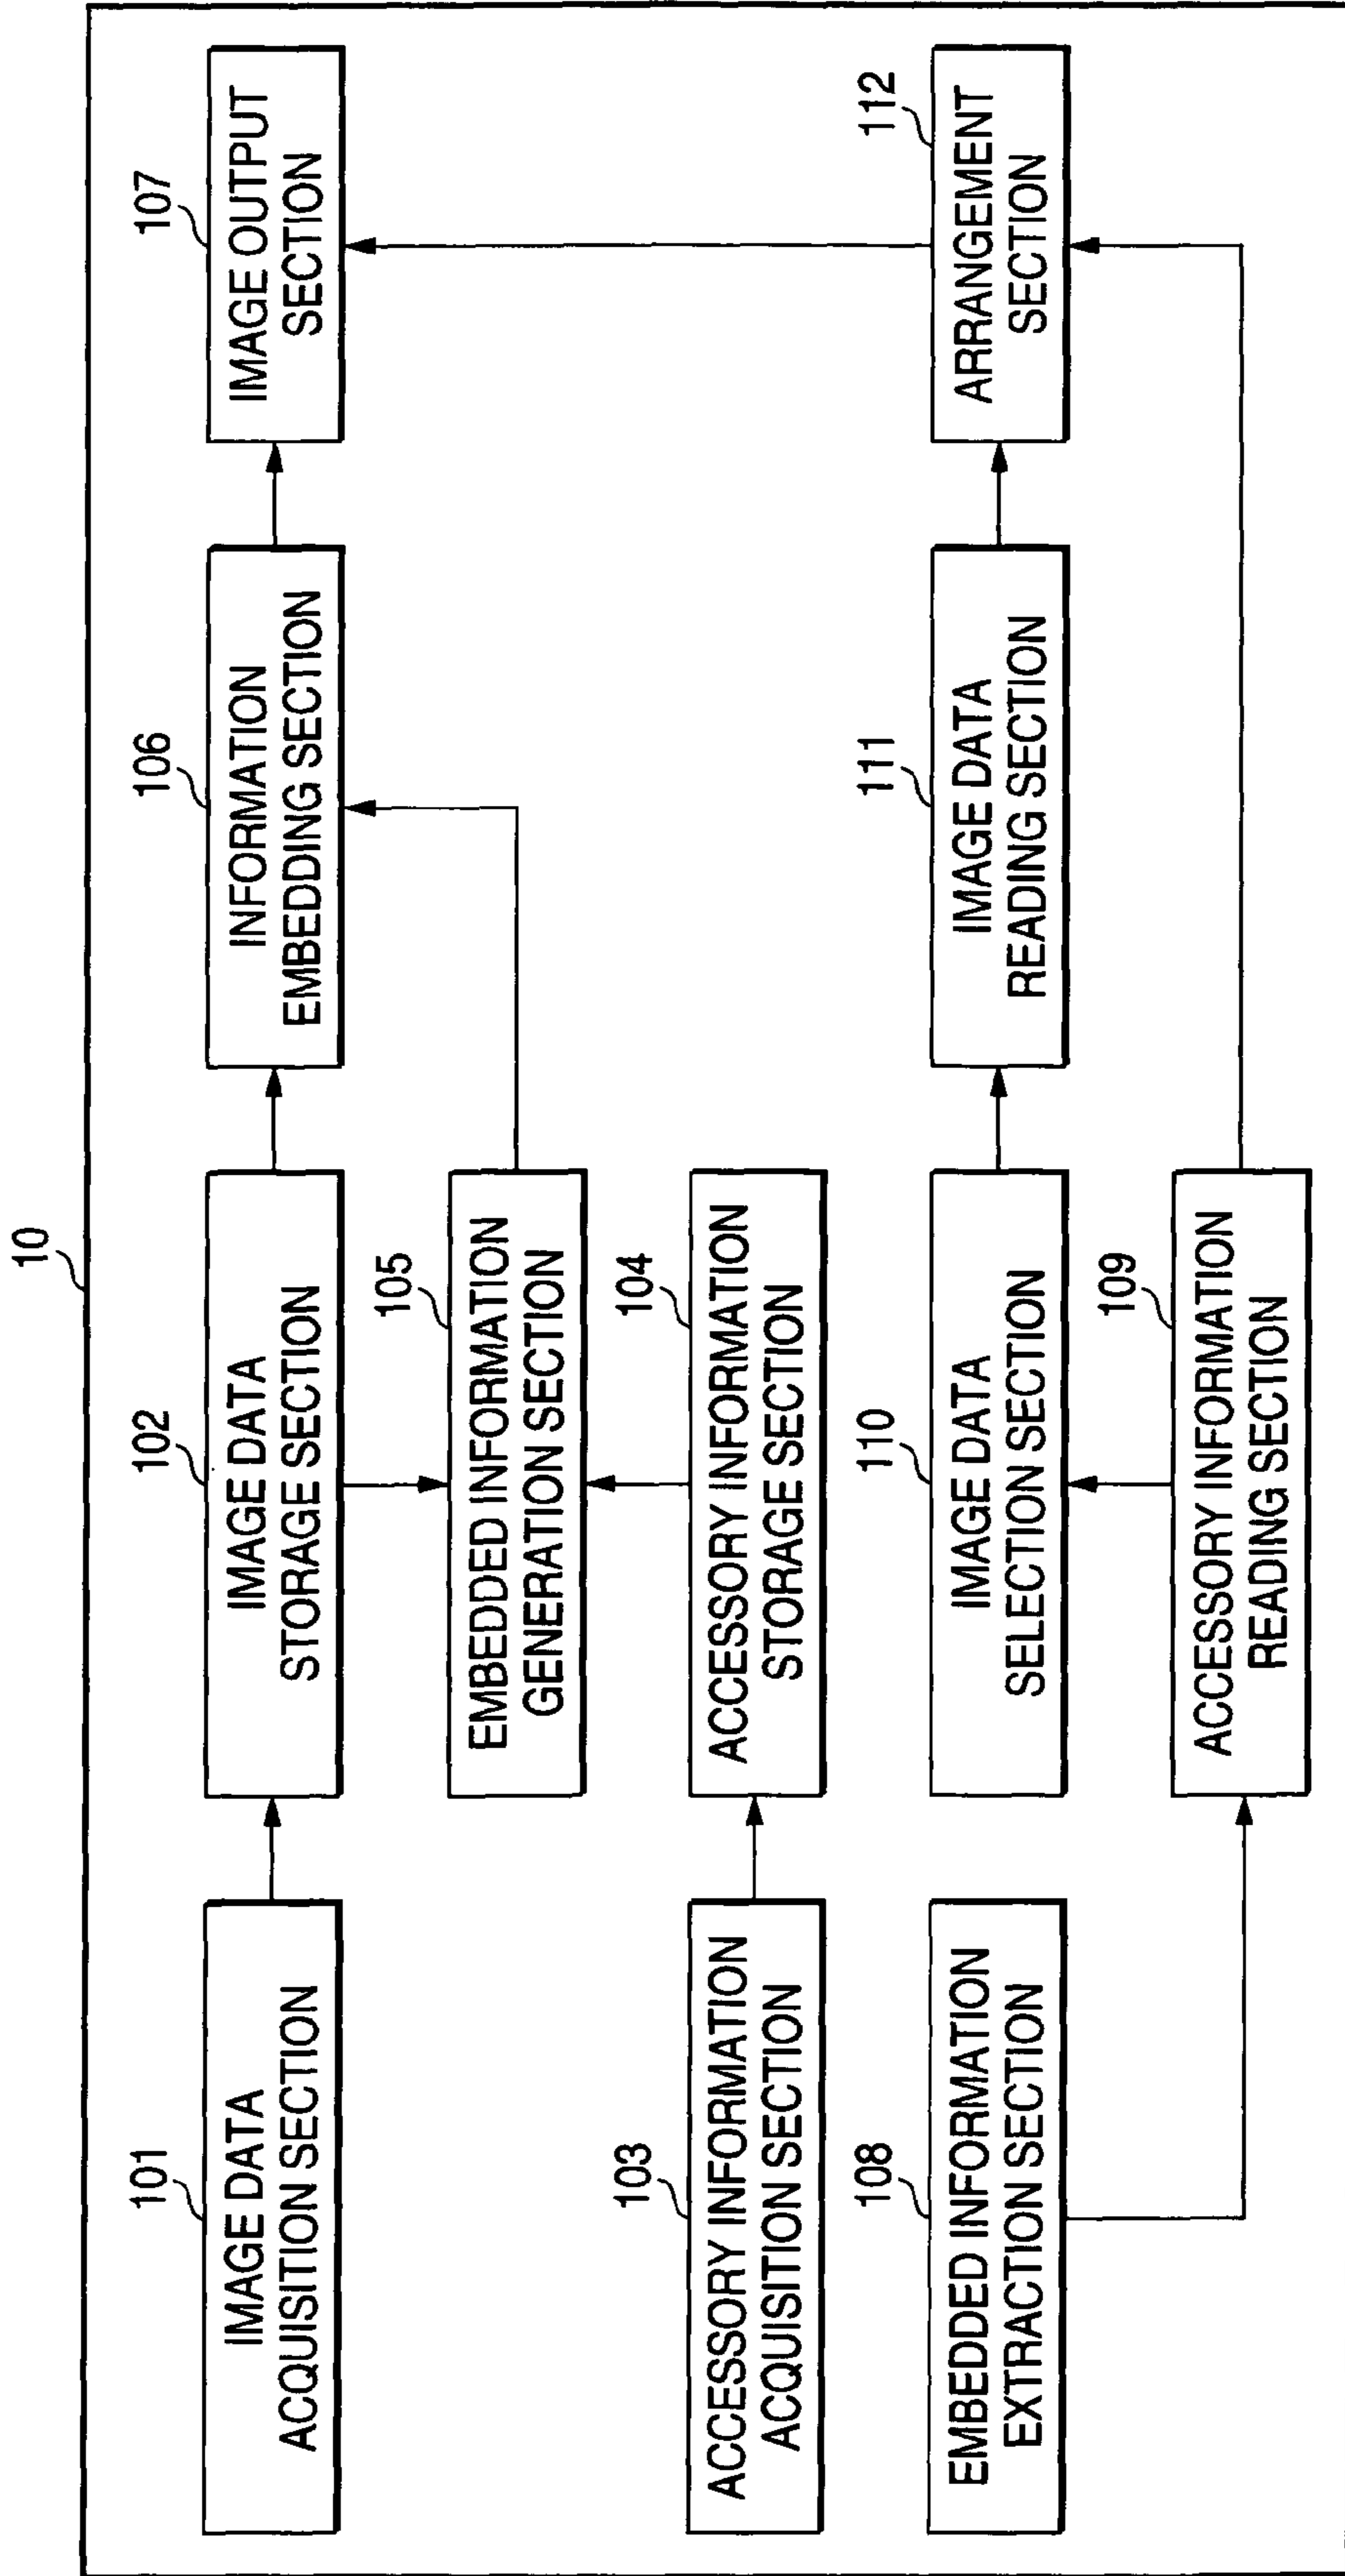 10
101
IMAGE DATA
ACQUISITION SECTION
102
IMAGE DATA
STORAGE SECTION
106
INFORMATION
EMBEDDING SECTION
107
IMAGE OUTPUT
SECTION
105
EMBEDDED INFORMATION
GENERATION SECTION
103
ACCESSORY INFORMATION
ACQUISITION SECTION
104
ACCESSORY INFORMATION
STORAGE SECTION
108
EMBEDDED INFORMATION
EXTRACTION SECTION
110
IMAGE DATA
SELECTION SECTION
111
IMAGE DATA
READING SECTION
112
ARRANGEMENT
SECTION
109
ACCESSORY INFORMATION
READING SECTION